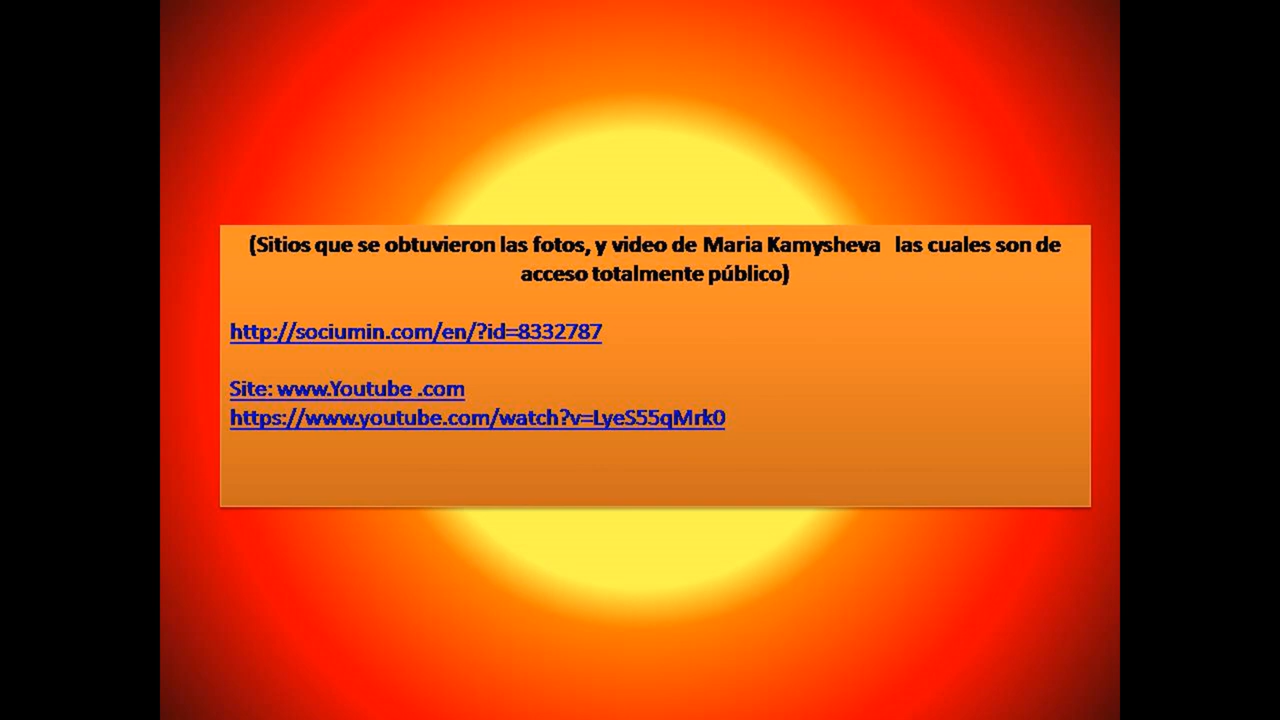 (Sitios que se obtuvieron las fotos, y video de Maria Kamysheva las cuales son de
acceso totalmente público)
http://sociumin.com/en/?id=8332787
Site: www.Youtube .com
https://www.youtube.com/watch?v=LyeS55qMrk0